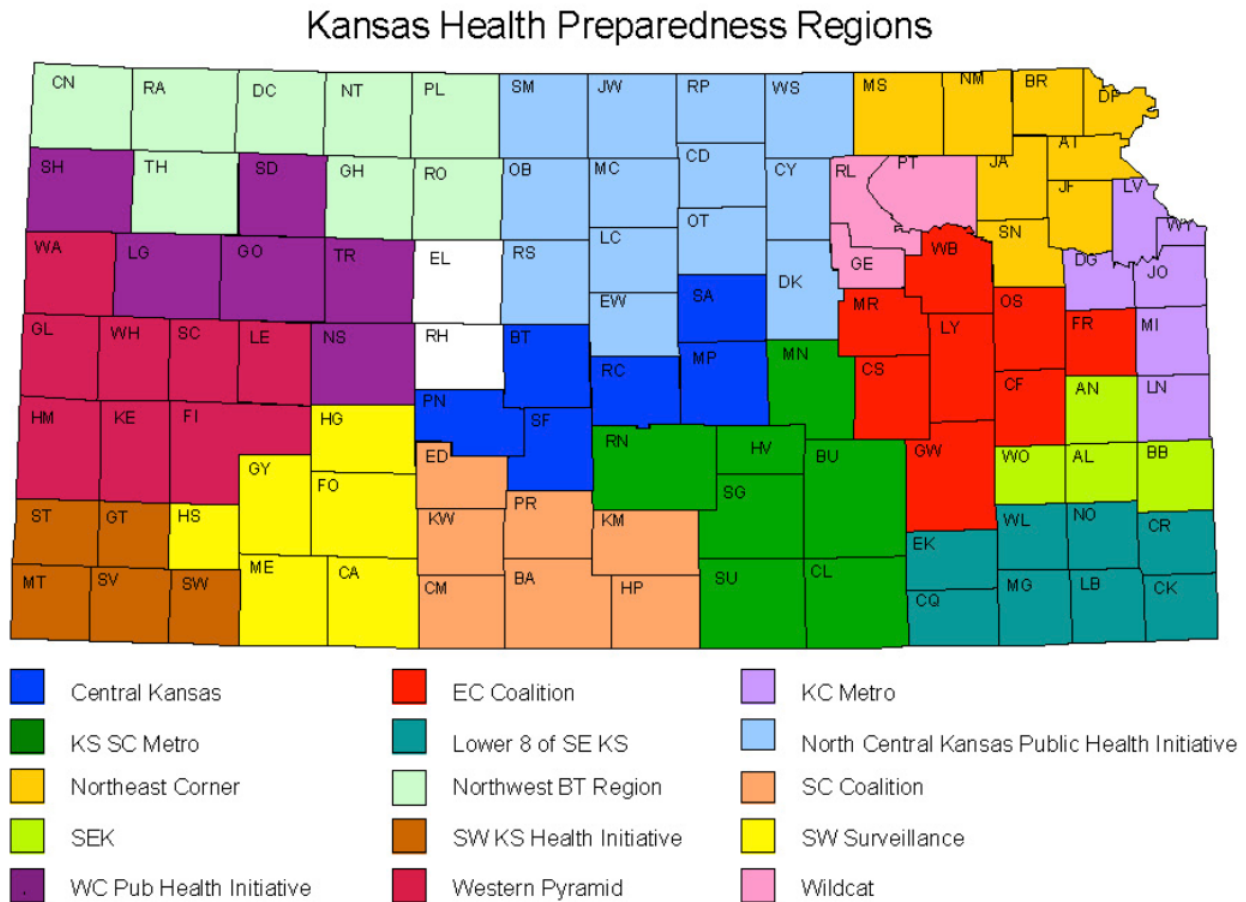 Kansas Health Preparedness Regions
CN RA DC NT PL SM JW RP WS MS NM BR DP
SH TH SD GH RO OB MC CD CY RL PT JA AT
JF LV WY
WA LG GO TR EL RS LC OT DK GE WB SN DG JO
GL WH SC LE NS RH BT EW SA MR LY OS FR MI
HM KE FI HG PN SF RC MP MN CS CF AN LN
ED RN HV BU GW WO AL BB
ST GT HS GY FO KW PR KM SG EK WL NO CR
MT SV SW ME CA CM BA HP SU CL CQ MG LB CK
Central Kansas
EC Coalition
KC Metro
KS SC Metro
Lower 8 of SE KS
North Central Kansas Public Health Initiative
Northeast Corner
Northwest BT Region
SC Coalition
SEK
SW KS Health Initiative
SW Surveillance
WC Pub Health Initiative
Western Pyramid
Wildcat